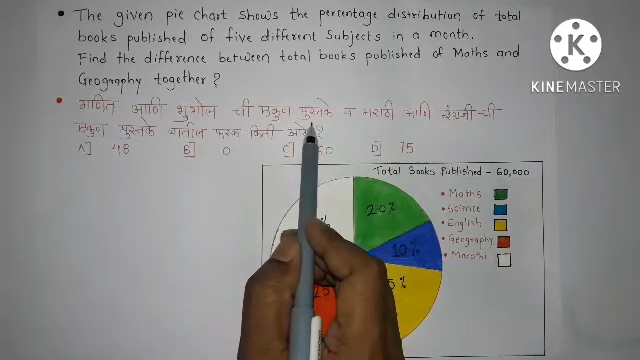 • The given pie chart shows the percentage distribution of total
books published of five different Subjects in a month.
Find the difference between total books published of Maths and
Geography together?
• गणित आणि भुगोल ची एकुण पुस्तके व मराठी आणि इंग्रजी ची
एकुण पुस्तके यातील फरक किती
A] 48 B] 0 C] D] 75
Total Books Published - 60,000
20%
10%
• Maths
• Science
• English
• Geography
• Marathi
K
KINEMASTER